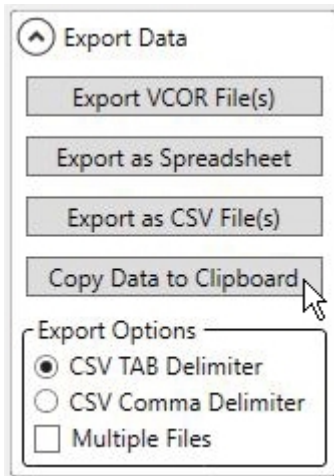 Export Data
Export VCOR File(s)
Export as Spreadsheet
Export as CSV File(s)
Copy Data to Clipboard
Export Options
CSV TAB Delimiter
CSV Comma Delimiter
Multiple Files